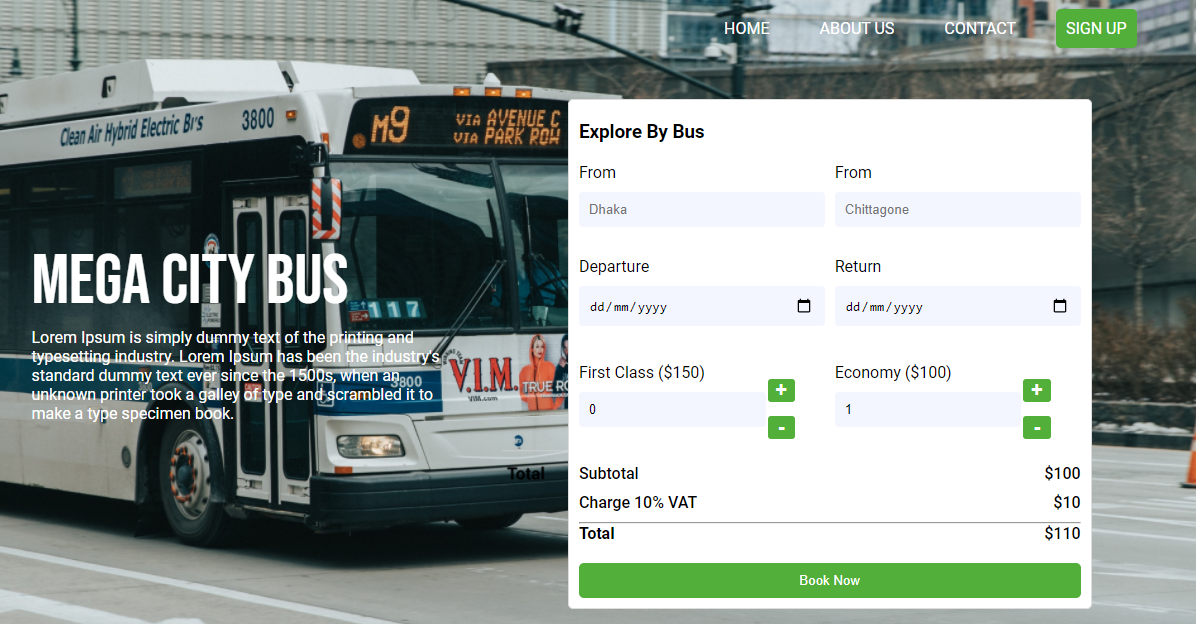 HOME ABOUT US CONTACT SIGN UP
Clean Air Hybrid Electric Bus 3800
M9 VIA AVENUE C
VIA PARK ROW
MEGA CITY BUS
Lorem Ipsum is simply dummy text of the printing and
typesetting industry. Lorem Ipsum has been the industry's
standard dummy text ever since the 1500s, when an
unknown printer took a galley of type and scrambled it to
make a type specimen book.
117
3800
V.I.M.
VIM.com
TRUE
Total
Explore By Bus
From From
Dhaka Chittagone
Departure Return
dd/mm/yyyy dd/mm/yyyy
First Class ($150) Economy ($100)
+ +
0 1
- -
Subtotal $100
Charge 10% VAT $10
Total $110
Book Now